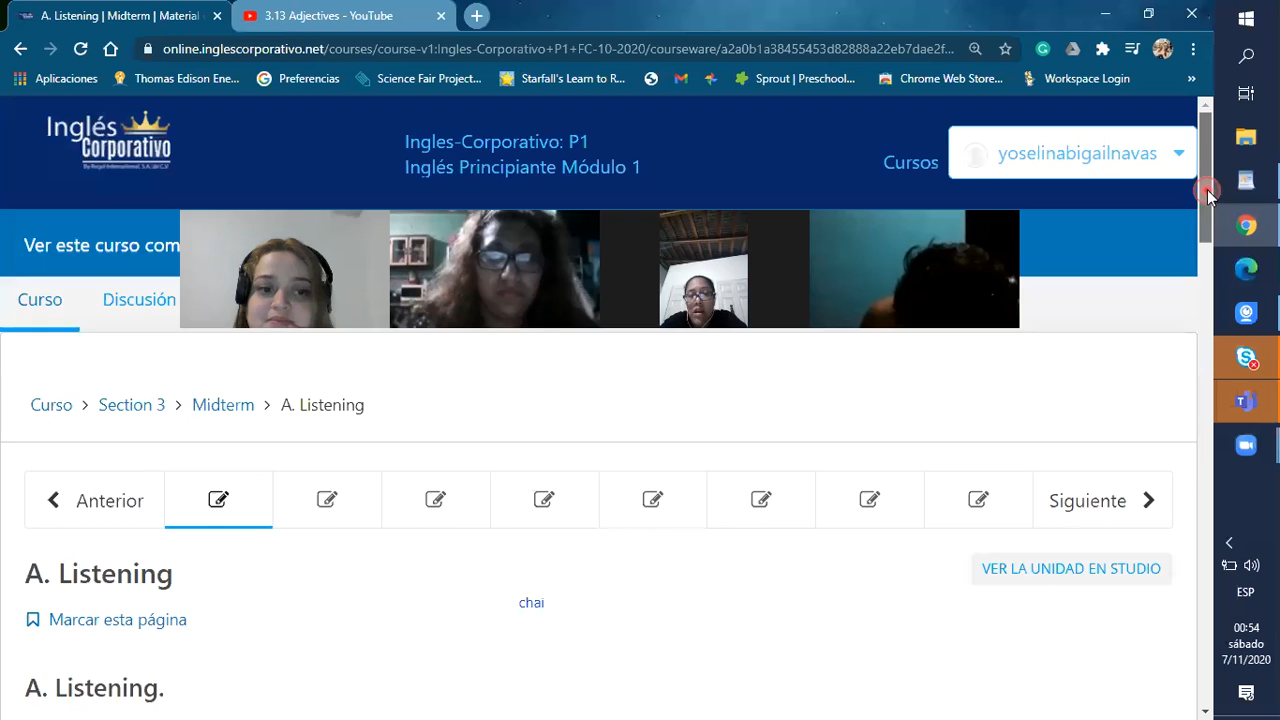 A. Listening | Midterm | Material
3.13 Adjectives - YouTube
online.inglescorporativo.net/courses/course-v1:Ingles-Corporativo+P1+FC-10-2020/courseware/a2a0b1a38455453d82888a22eb7dae2f...
Aplicaciones
Thomas Edison Ene...
Preferencias
Science Fair Project...
Starfall's Learn to R...
Sprout | Preschool...
Chrome Web Store...
Workspace Login
»
Inglés
Corporativo
Ingles-Corporativo: P1
Inglés Principiante Módulo 1
Cursos
yoselinabigailnavas
Ver este curso com
Curso
Discusión
Curso > Section 3 > Midterm > A. Listening
Anterior
Siguiente
A. Listening
VER LA UNIDAD EN STUDIO
chai
Marcar esta página
A. Listening.
ESP
00:54
sábado
7/11/2020